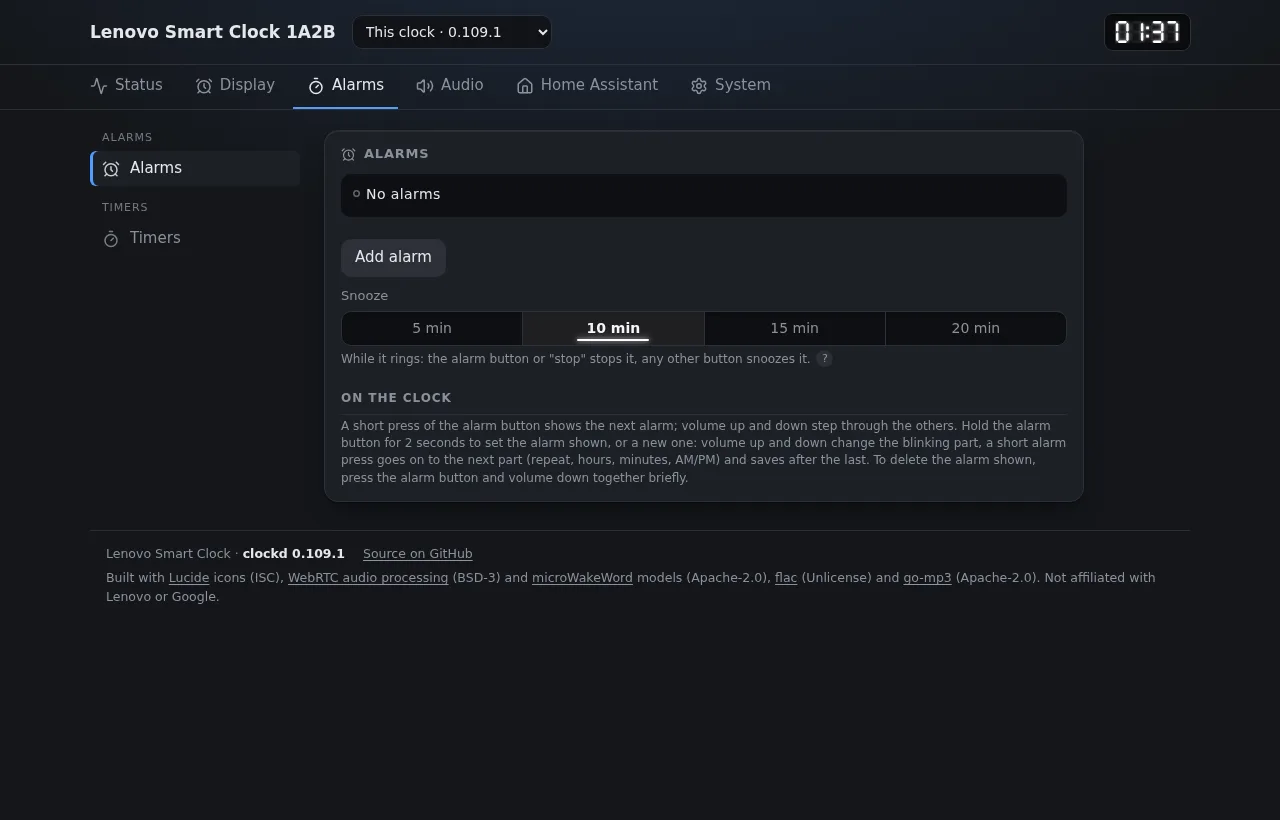 Lenovo Smart Clock 1A2B
This clock · 0.109.1
01:37
Status
Display
Alarms
Audio
Home Assistant
System
ALARMS
Alarms
TIMERS
Timers
ALARMS
No alarms
Add alarm
Snooze
5 min
10 min
15 min
20 min
While it rings: the alarm button or "stop" stops it, any other button snoozes it. ?
ON THE CLOCK
A short press of the alarm button shows the next alarm; volume up and down step through the others. Hold the alarm
button for 2 seconds to set the alarm shown, or a new one: volume up and down change the blinking part, a short alarm
press goes on to the next part (repeat, hours, minutes, AM/PM) and saves after the last. To delete the alarm shown,
press the alarm button and volume down together briefly.
Lenovo Smart Clock · clockd 0.109.1 Source on GitHub
Built with Lucide icons (ISC), WebRTC audio processing (BSD-3) and microWakeWord models (Apache-2.0), flac (Unlicense) and go-mp3 (Apache-2.0). Not affiliated with
Lenovo or Google.